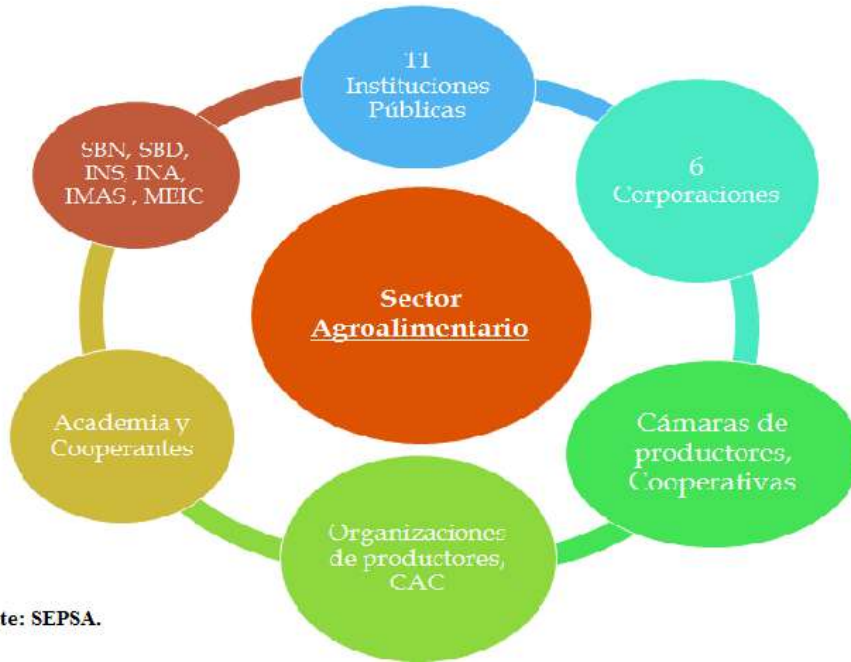 11
Instituciones
Públicas
6
Corporaciones
Cámaras de
productores,
Cooperativas
Organizaciones
de productores,
CAC
Academia y
Cooperantes
SBN, SBD,
INS, INA,
IMAS , MEIC
Sector
Agroalimentario
te: SEPSA.